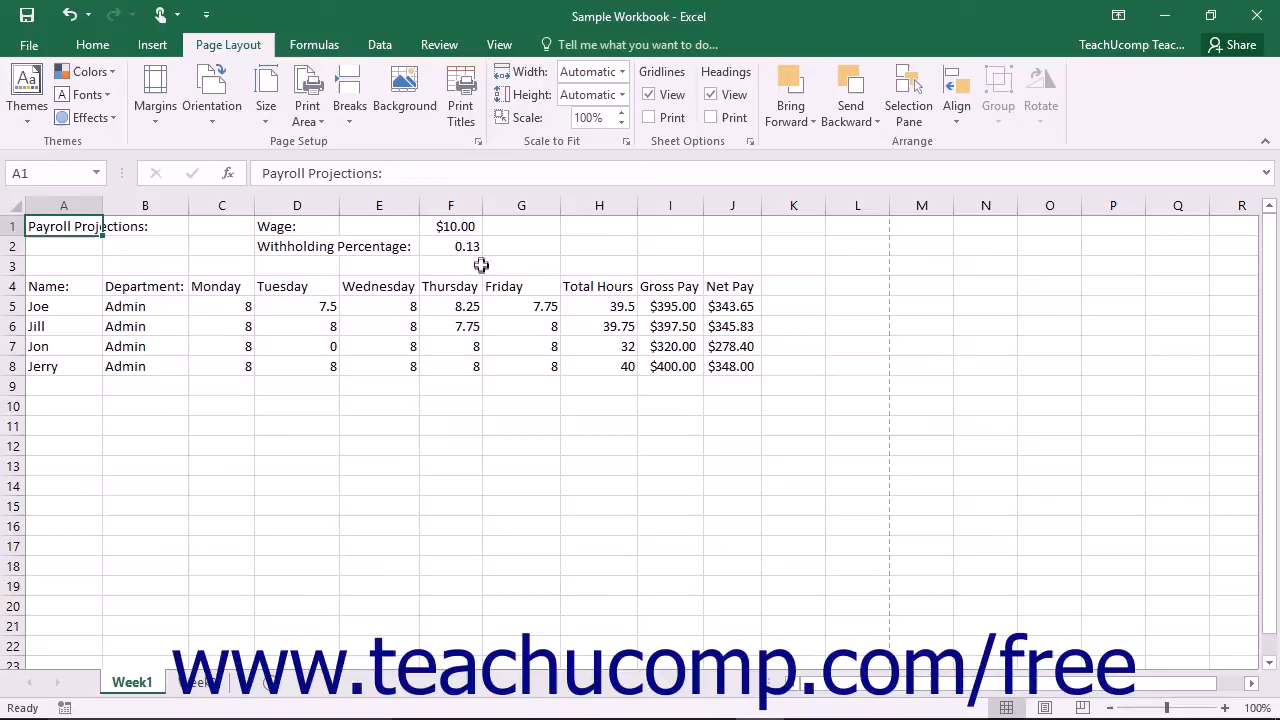 Sample Workbook - Excel
File Home Insert Page Layout Formulas Data Review View Tell me what you want to do... TeachUcomp Teac... Share
Themes Colors Fonts Effects Margins Orientation Size Print Area Breaks Background Print Titles Width: Automatic Height: Automatic Scale: 100% Gridlines View Print Headings View Print Bring Forward Send Backward Selection Pane Align Group Rotate
Themes Page Setup Scale to Fit Sheet Options Arrange
A1 fx Payroll Projections:
A B C D E F G H I J K L M N O P Q R
1 Payroll Projections: Wage: $10.00
2 Withholding Percentage: 0.13
3
4 Name: Department: Monday Tuesday Wednesday Thursday Friday Total Hours Gross Pay Net Pay
5 Joe Admin 8 7.5 8 8.25 7.75 39.5 $395.00 $343.65
6 Jill Admin 8 8 8 7.75 8 39.75 $397.50 $345.83
7 Jon Admin 8 0 8 8 8 32 $320.00 $278.40
8 Jerry Admin 8 8 8 8 8 40 $400.00 $348.00
9
10
11
12
13
14
15
16
17
18
19
20
21
22
23
www.teachucomp.com/free
Week1
Ready 100%